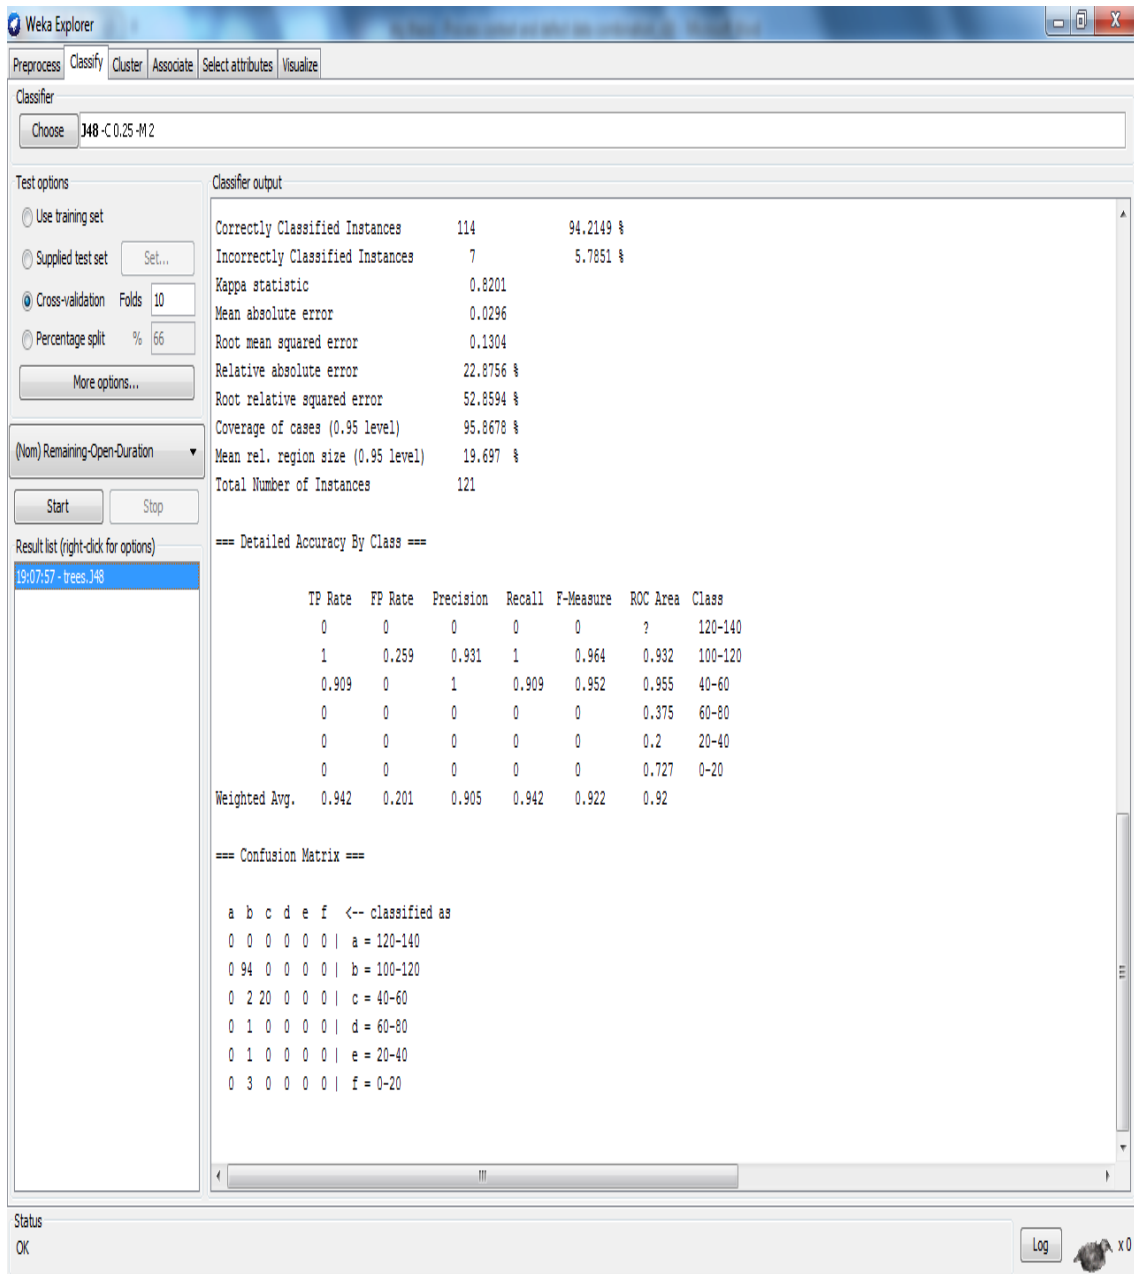 Weka Explorer
Preprocess Classify Cluster Associate Select attributes Visualize
Classifier
Choose J48 -C 0.25 -M 2
Test options
Use training set
Supplied test set Set...
Cross-validation Folds 10
Percentage split % 66
More options...
(Nom) Remaining-Open-Duration
Start Stop
Result list (right-click for options)
19:07:57 - trees.J48
Classifier output
Correctly Classified Instances 114 94.2149 %
Incorrectly Classified Instances 7 5.7851 %
Kappa statistic 0.8201
Mean absolute error 0.0296
Root mean squared error 0.1304
Relative absolute error 22.8756 %
Root relative squared error 52.8594 %
Coverage of cases (0.95 level) 95.8678 %
Mean rel. region size (0.95 level) 19.697 %
Total Number of Instances 121
=== Detailed Accuracy By Class ===
TP Rate FP Rate Precision Recall F-Measure ROC Area Class
0 0 0 0 0 ? 120-140
1 0.259 0.931 1 0.964 0.932 100-120
0.909 0 1 0.909 0.952 0.955 40-60
0 0 0 0 0 0.375 60-80
0 0 0 0 0 0.2 20-40
0 0 0 0 0 0.727 0-20
Weighted Avg. 0.942 0.201 0.905 0.942 0.922 0.92
=== Confusion Matrix ===
a b c d e f <-- classified as
0 0 0 0 0 0 | a = 120-140
0 94 0 0 0 0 | b = 100-120
0 2 20 0 0 0 | c = 40-60
0 1 0 0 0 0 | d = 60-80
0 1 0 0 0 0 | e = 20-40
0 3 0 0 0 0 | f = 0-20
Status
OK
Log x 0